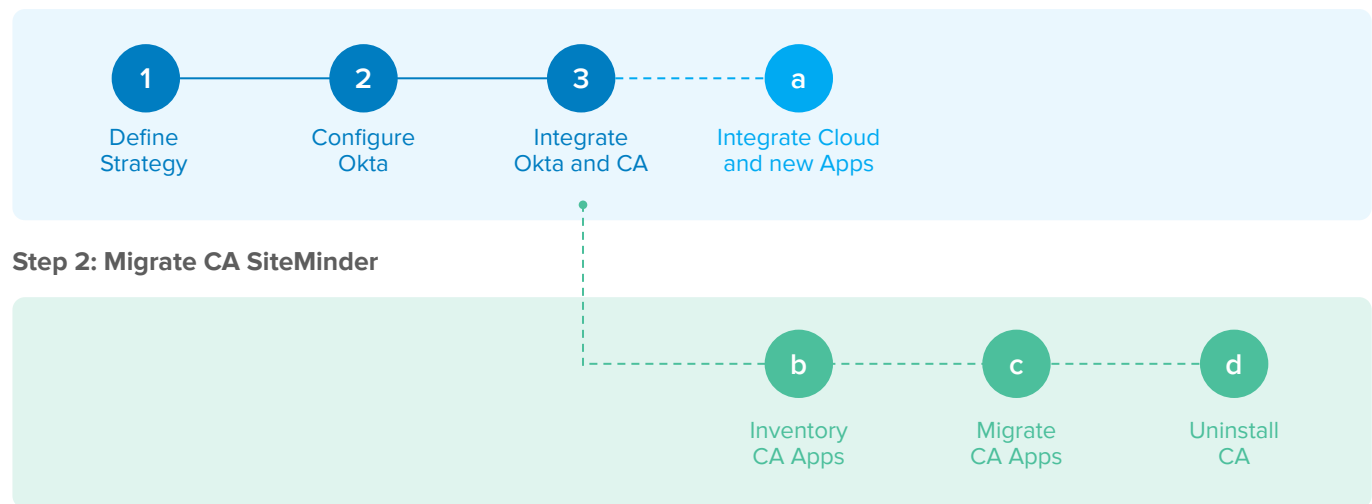 1
2
3
a
Define
Strategy
Configure
Okta
Integrate
Okta and CA
Integrate Cloud
and new Apps
Step 2: Migrate CA SiteMinder
b
c
d
Inventory
CA Apps
Migrate
CA Apps
Uninstall
CA